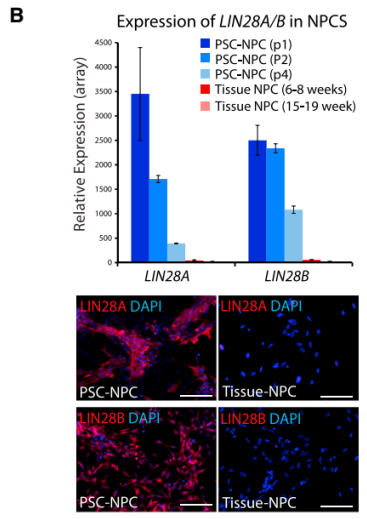 B
Expression of LIN28A/B in NPCS
PSC-NPC (p1)
PSC-NPC (P2)
PSC-NPC (p4)
Tissue NPC (6-8 weeks)
Tissue NPC (15-19 week)
Relative Expression (array)
4500
4000
3500
3000
2500
2000
1500
1000
500
0
LIN28A
LIN28B
LIN28A DAPI
PSC-NPC
LIN28A DAPI
Tissue-NPC
LIN28B DAPI
PSC-NPC
LIN28B DAPI
Tissue-NPC